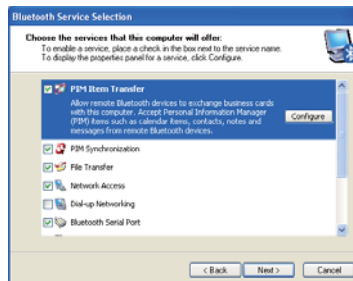 Bluetooth Service Selection
Choose the services that this computer will offer:
To enable a service, place a check in the box next to the service name.
To display the properties panel for a service, click Configure.
PIM Item Transfer
Allow remote Bluetooth devices to exchange business cards
with this computer. Accept Personal Information Manager
(PIM) items such as calendar items, contacts, notes and
messages from remote Bluetooth devices.
Configure
PIM Synchronization
File Transfer
Network Access
Dial-up Networking
Bluetooth Serial Port
< Back
Next >
Cancel